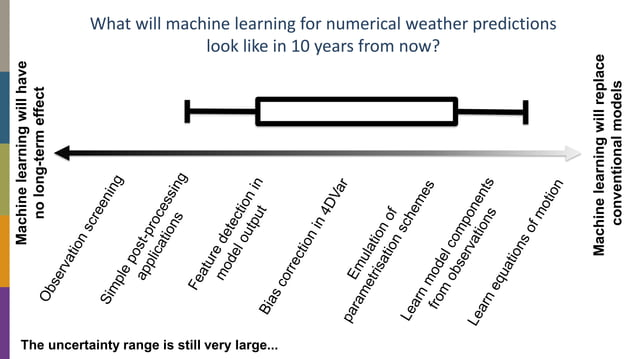 What will machine learning for numerical weather predictions
look like in 10 years from now?
Machine learning will have
no long-term effect
Machine learning will replace
conventional models
Observation screening
Simple post-processing
applications
Feature detection in
model output
Bias correction in 4DVar
Emulation of
parametrisation schemes
Learn model components
from observations
Learn equations of motion
The uncertainty range is still very large...